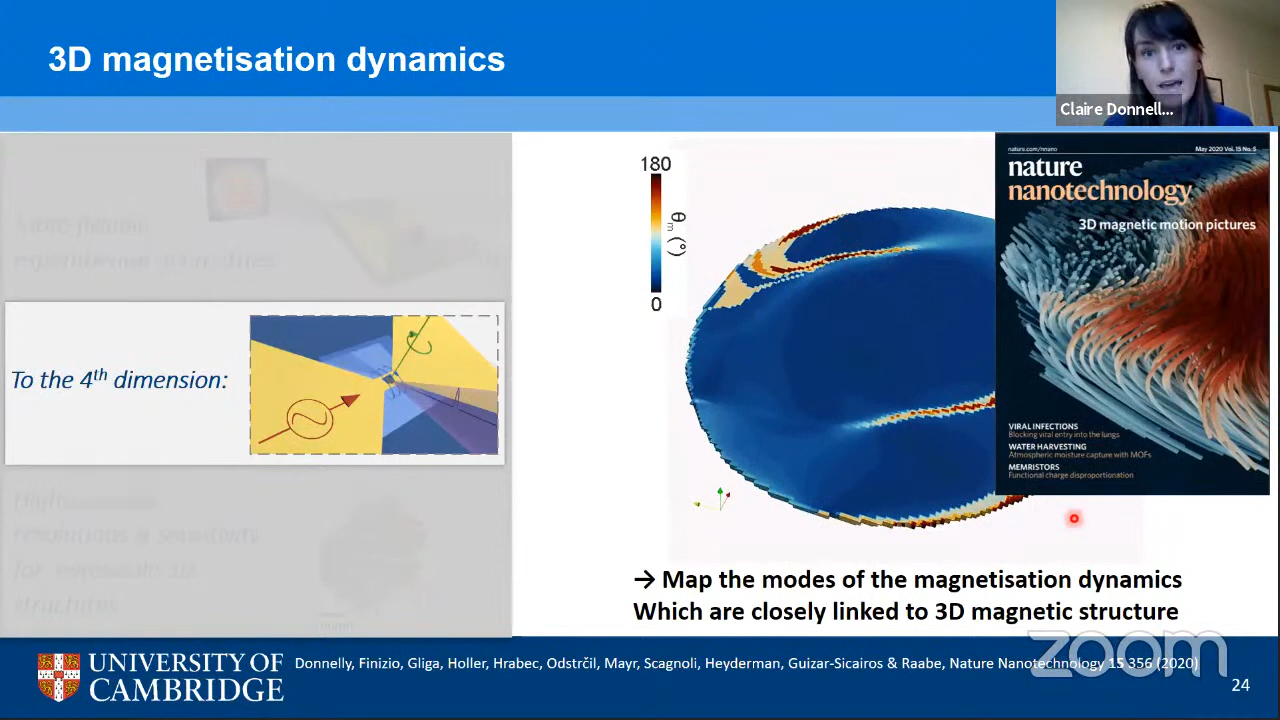 3D magnetisation dynamics
Claire Donnell...
To the 4th dimension:
180
θm (°)
0
nature.com/nnano
May 2020 Vol. 15 No. 5
nature
nanotechnology
3D magnetic motion pictures
VIRAL INFECTIONS
Blocking viral entry into the lungs
WATER HARVESTING
Atmospheric moisture capture with MOFs
MEMRISTORS
Functional charge disproportionation
→ Map the modes of the magnetisation dynamics
Which are closely linked to 3D magnetic structure
zoom
UNIVERSITY OF
CAMBRIDGE
Donnelly, Finizio, Gliga, Holler, Hrabec, Odstrčil, Mayr, Scagnoli, Heyderman, Guizar-Sicairos & Raabe, Nature Nanotechnology 15 356 (2020)
24